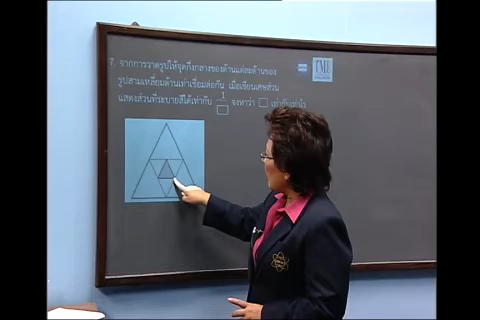 7. จากการวาดรูปให้จุดกึ่งกลางของด้านแต่ละด้านของ
รูปสามเหลี่ยมด้านเท่าเชื่อมต่อกัน เมื่อเขียนเศษส่วน
แสดงส่วนที่ระบายสีได้เท่ากับ 1/□ จงหาว่า □ เท่ากับเท่าไร